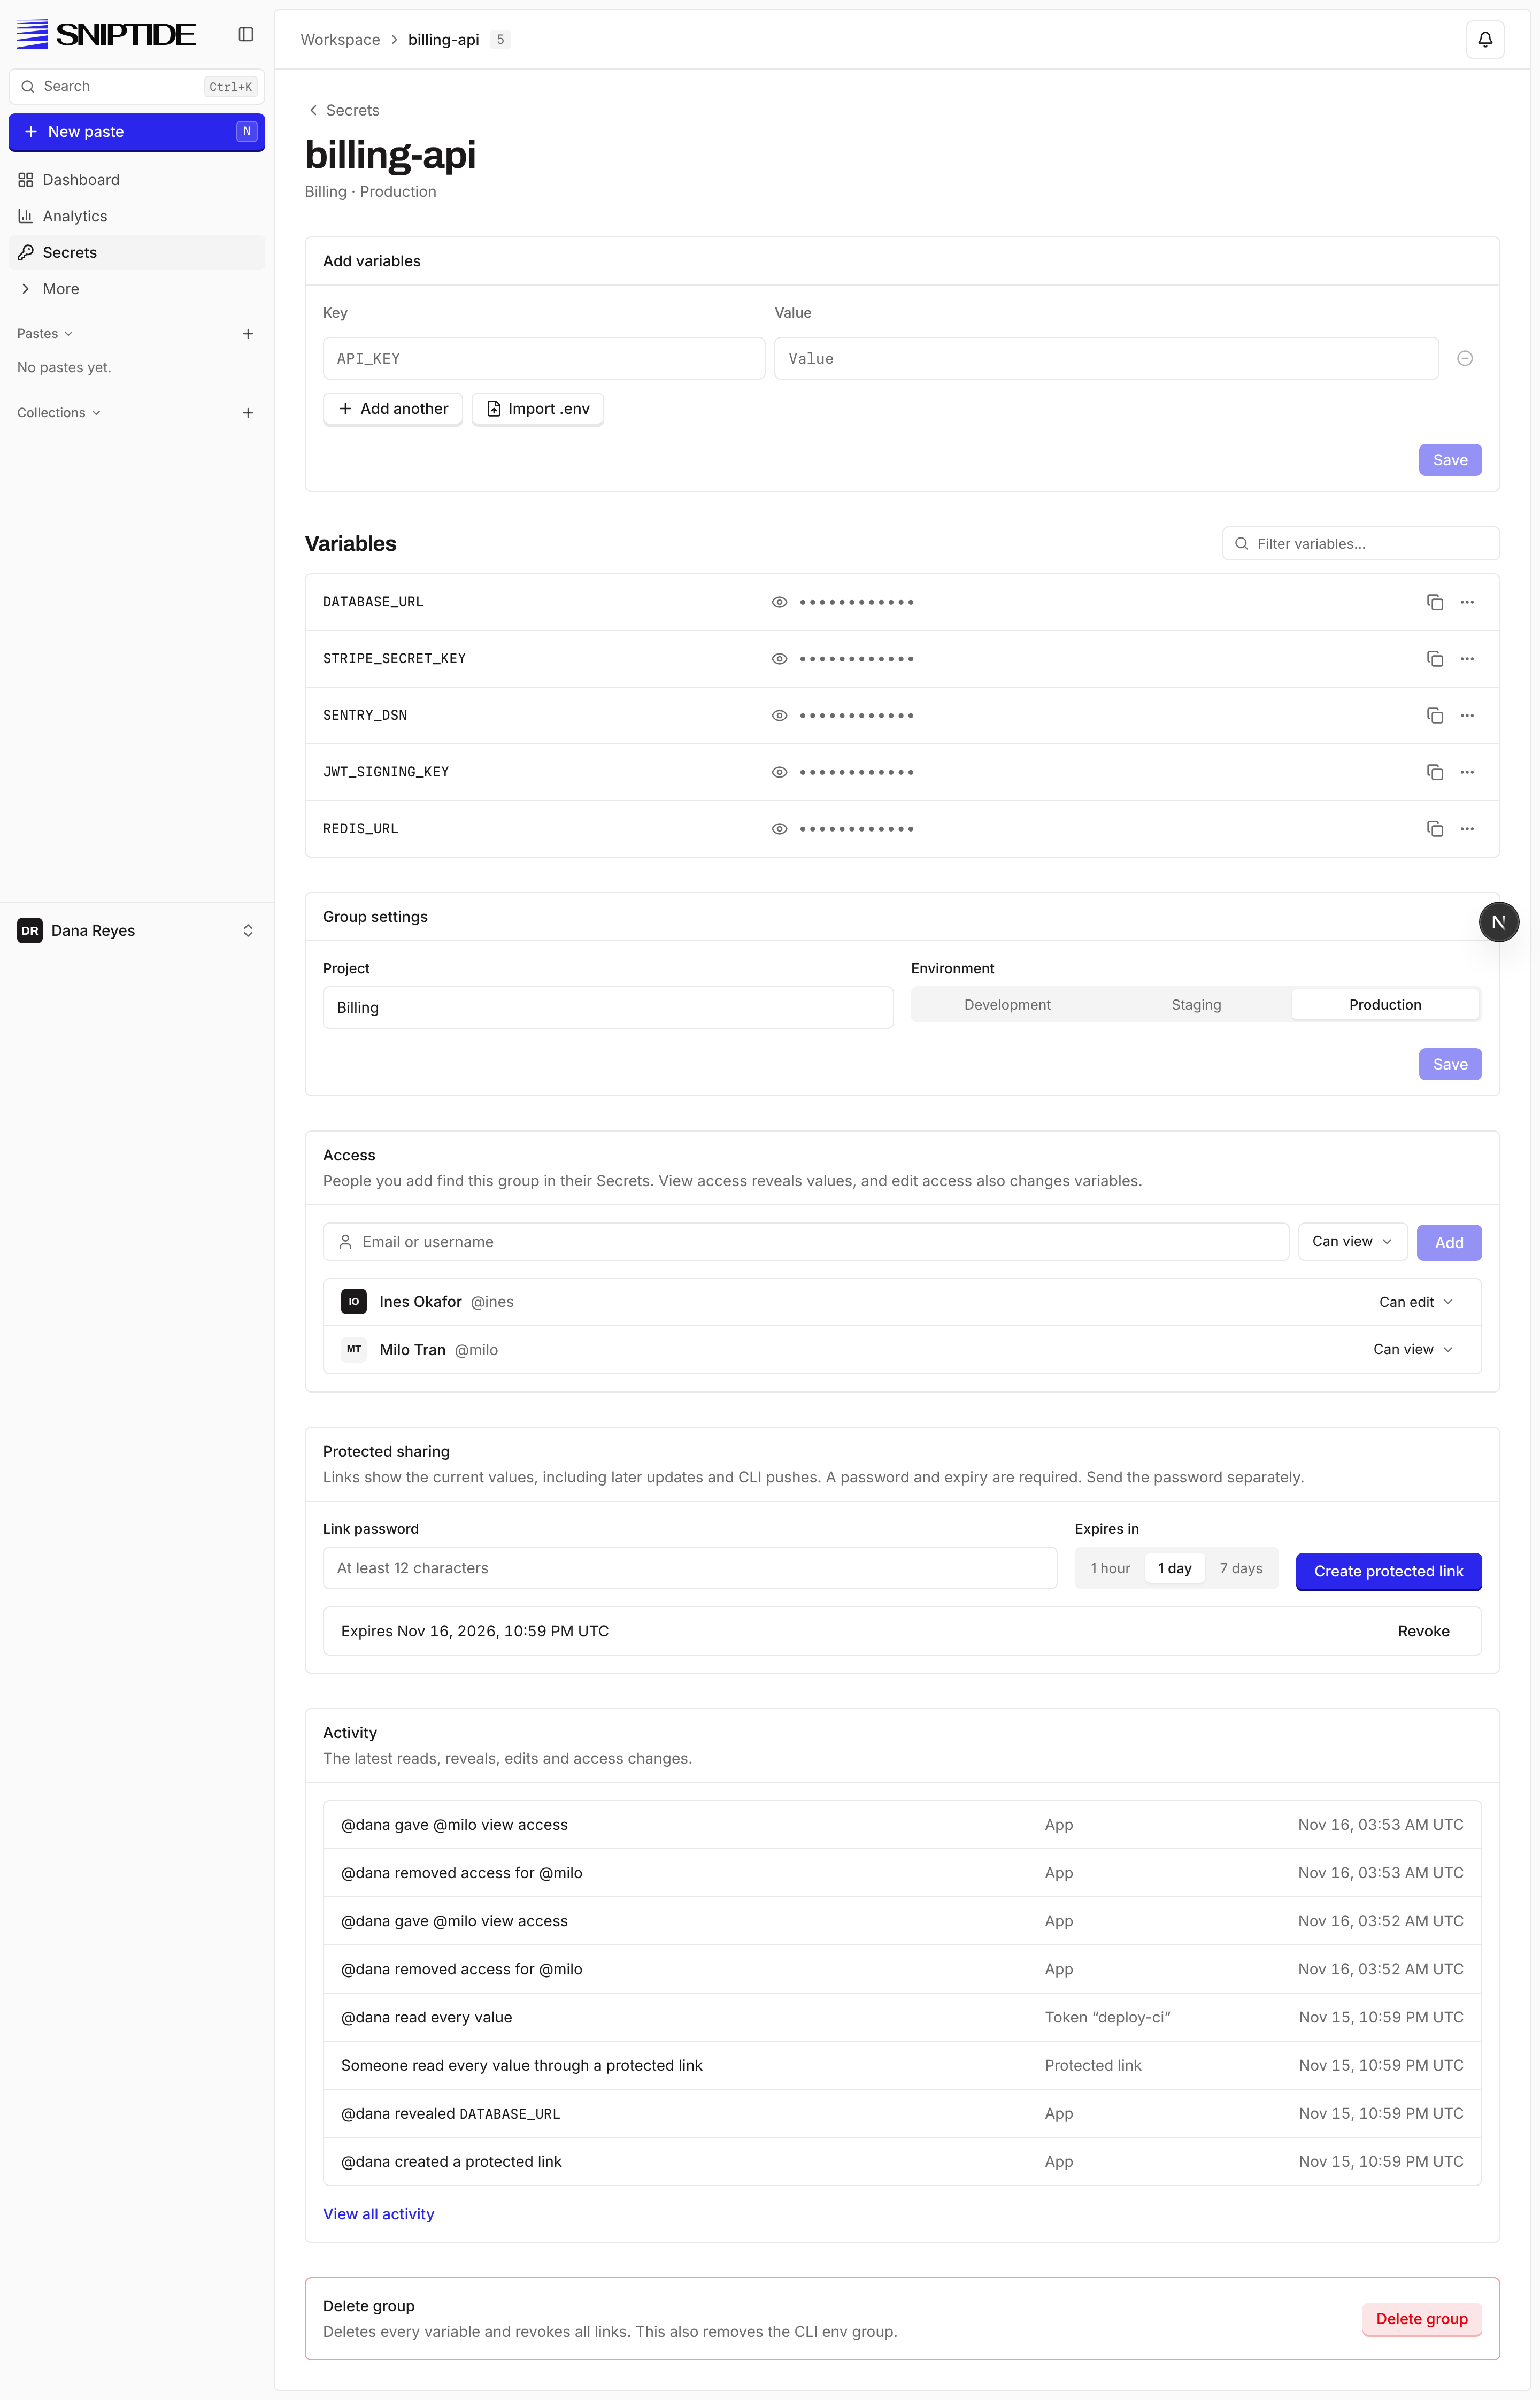 SNIPTIDE
Search Ctrl+K
New paste N
Dashboard
Analytics
Secrets
More
Pastes
No pastes yet.
Collections
DR Dana Reyes
Workspace billing-api 5
Secrets
billing-api
Billing · Production
Add variables
Key Value
API_KEY Value
Add another Import .env
Save
Variables Filter variables...
DATABASE_URL ••••••••••••
STRIPE_SECRET_KEY ••••••••••••
SENTRY_DSN ••••••••••••
JWT_SIGNING_KEY ••••••••••••
REDIS_URL ••••••••••••
Group settings
N
Project Environment
Billing Development Staging Production
Save
Access
People you add find this group in their Secrets. View access reveals values, and edit access also changes variables.
Email or username Can view Add
IO Ines Okafor @ines Can edit
MT Milo Tran @milo Can view
Protected sharing
Links show the current values, including later updates and CLI pushes. A password and expiry are required. Send the password separately.
Link password Expires in
At least 12 characters 1 hour 1 day 7 days Create protected link
Expires Nov 16, 2026, 10:59 PM UTC Revoke
Activity
The latest reads, reveals, edits and access changes.
@dana gave @milo view access App Nov 16, 03:53 AM UTC
@dana removed access for @milo App Nov 16, 03:53 AM UTC
@dana gave @milo view access App Nov 16, 03:52 AM UTC
@dana removed access for @milo App Nov 16, 03:52 AM UTC
@dana read every value Token “deploy-ci” Nov 15, 10:59 PM UTC
Someone read every value through a protected link Protected link Nov 15, 10:59 PM UTC
@dana revealed DATABASE_URL App Nov 15, 10:59 PM UTC
@dana created a protected link App Nov 15, 10:59 PM UTC
View all activity
Delete group
Deletes every variable and revokes all links. This also removes the CLI env group.
Delete group